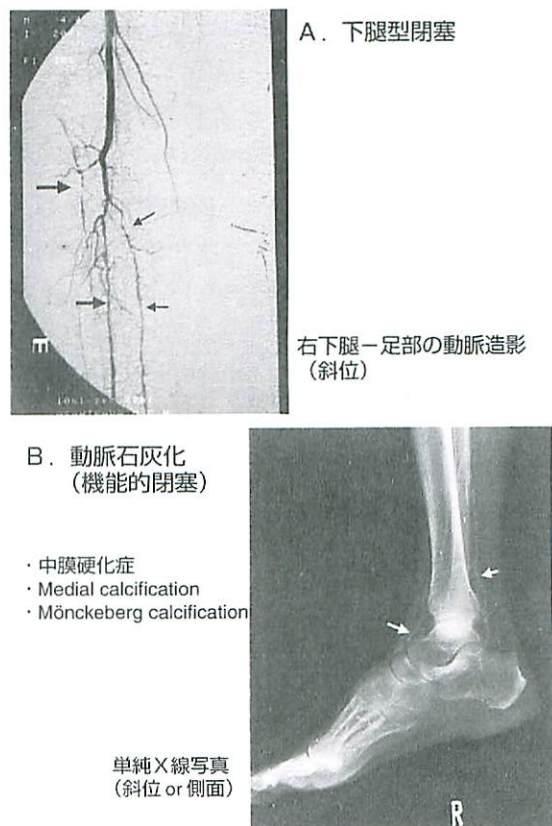 A. 下腿型閉塞
右下腿－足部の動脈造影
（斜位）
B. 動脈石灰化
（機能的閉塞）
・中膜硬化症
・Medial calcification
・Mönckeberg calcification
単純X線写真
（斜位 or 側面）
R